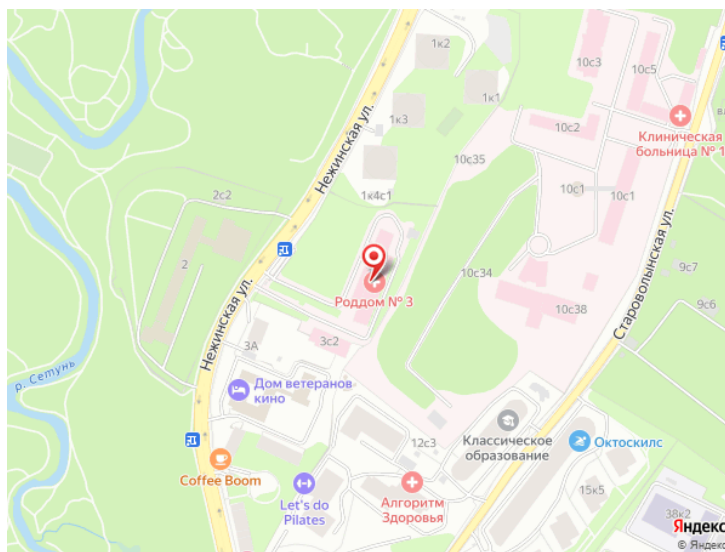 1к2
10с3
10с5
1к1
1к3
10с2
Клиническая
больница № 1
Нежинская ул.
10с35
1к4с1
2с2
10с1
10с1
Староволынская ул.
2
Роддом № 3
10с34
9с7
9с6
10с38
Нежинская ул.
3А
3с2
р. Сетунь
Дом ветеранов
кино
12с3
Классическое
образование
Октоскилс
Coffee Boom
Let's do
Pilates
Алгоритм
Здоровья
15к5
38к2
Яндекс
© Яндекс